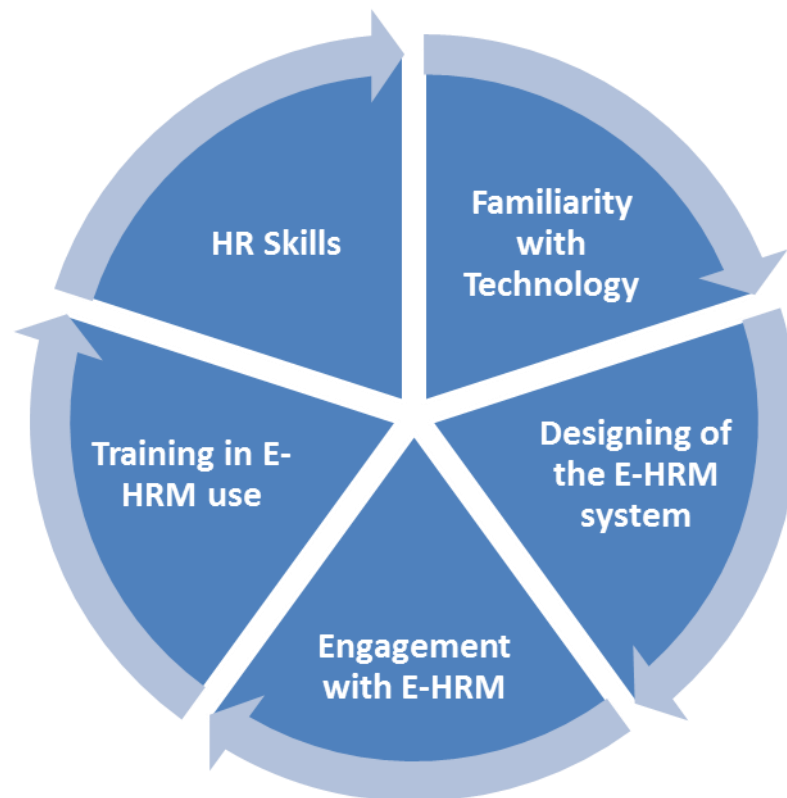 HR Skills
Familiarity
with
Technology
Designing of
the E-HRM
system
Engagement
with E-HRM
Training in E-
HRM use